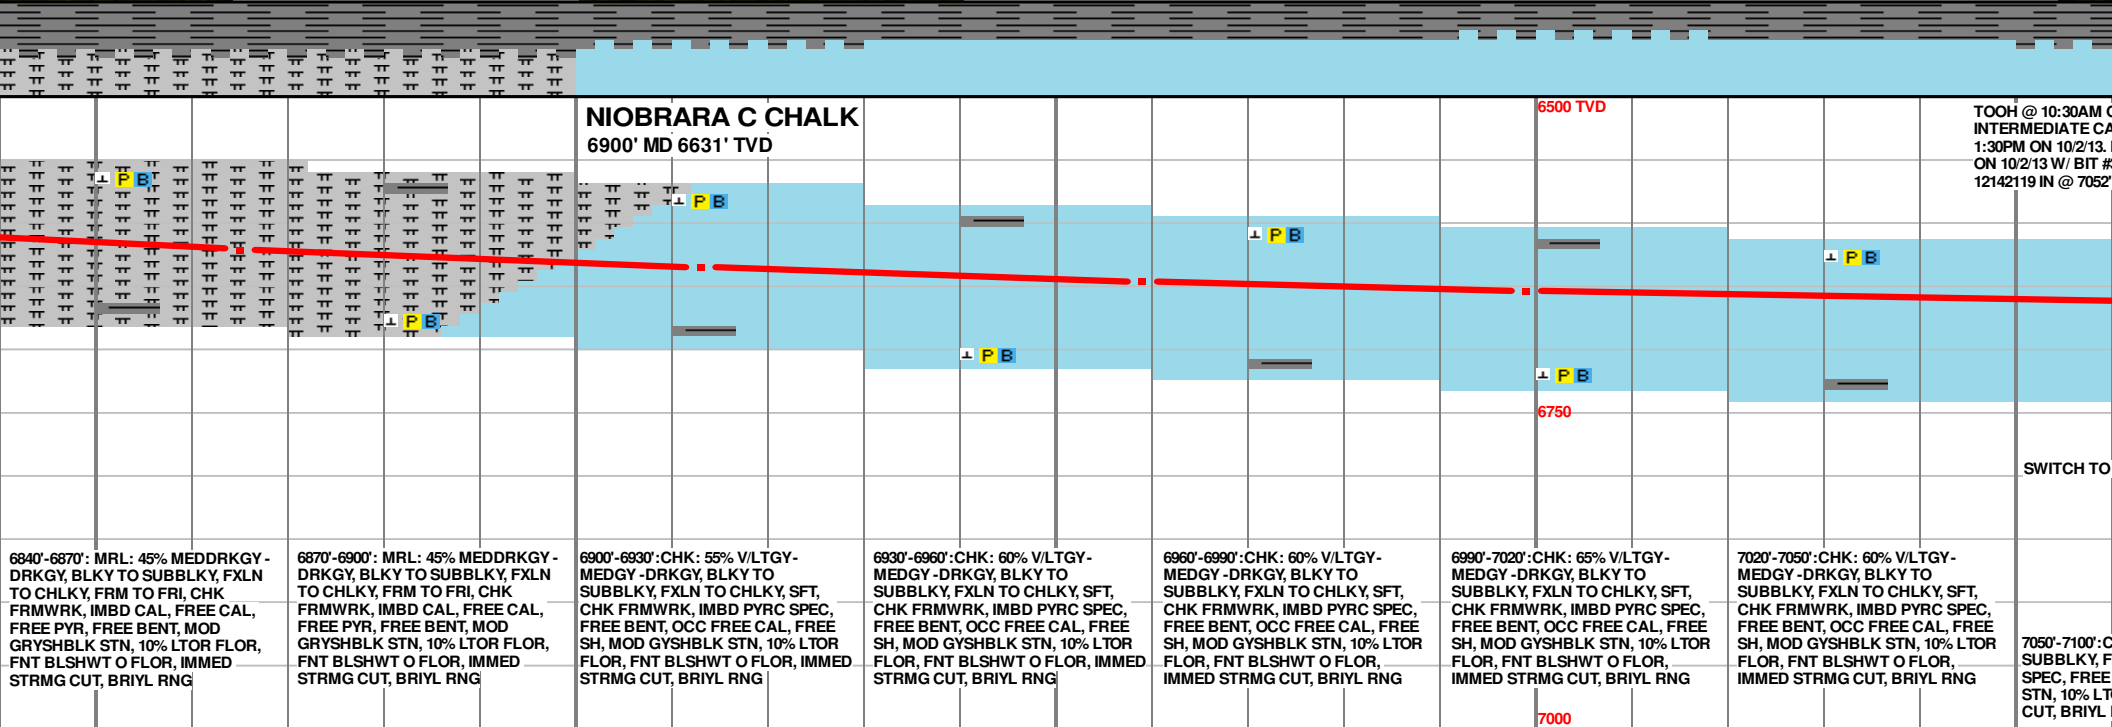 NIOBRARA C CHALK
6900' MD 6631' TVD
6500 TVD
TOOH @ 10:30AM
INTERMEDIATE CA
1:30PM ON 10/2/13.
ON 10/2/13 W/ BIT
12142119 IN @ 7052'
P B
P B
P B
P B
P B
P B
P B
6750
SWITCH TO
6840'-6870': MRL: 45% MEDDRKGY -
DRKGY, BLKY TO SUBBLKY, FXLN
TO CHLKY, FRM TO FRI, CHK
FRMWRK, IMBD CAL, FREE CAL,
FREE PYR, FREE BENT, MOD
GRYSHBLK STN, 10% LTOR FLOR,
FNT BLSHWT O FLOR, IMMED
STRMG CUT, BRIYL RNG
6870'-6900': MRL: 45% MEDDRKGY -
DRKGY, BLKY TO SUBBLKY, FXLN
TO CHLKY, FRM TO FRI, CHK
FRMWRK, IMBD CAL, FREE CAL,
FREE PYR, FREE BENT, MOD
GRYSHBLK STN, 10% LTOR FLOR,
FNT BLSHWT O FLOR, IMMED
STRMG CUT, BRIYL RNG
6900'-6930':CHK: 55% V/LTGY-
MEDGY -DRKGY, BLKY TO
SUBBLKY, FXLN TO CHLKY, SFT,
CHK FRMWRK, IMBD PYRC SPEC,
FREE BENT, OCC FREE CAL, FREE
SH, MOD GYSHBLK STN, 10% LTOR
FLOR, FNT BLSHWT O FLOR, IMMED
STRMG CUT, BRIYL RNG
6930'-6960':CHK: 60% V/LTGY-
MEDGY -DRKGY, BLKY TO
SUBBLKY, FXLN TO CHLKY, SFT,
CHK FRMWRK, IMBD PYRC SPEC,
FREE BENT, OCC FREE CAL, FREE
SH, MOD GYSHBLK STN, 10% LTOR
FLOR, FNT BLSHWT O FLOR, IMMED
STRMG CUT, BRIYL RNG
6960'-6990':CHK: 60% V/LTGY-
MEDGY -DRKGY, BLKY TO
SUBBLKY, FXLN TO CHLKY, SFT,
CHK FRMWRK, IMBD PYRC SPEC,
FREE BENT, OCC FREE CAL, FREE
SH, MOD GYSHBLK STN, 10% LTOR
FLOR, FNT BLSHWT O FLOR,
IMMED STRMG CUT, BRIYL RNG
6990'-7020':CHK: 65% V/LTGY-
MEDGY -DRKGY, BLKY TO
SUBBLKY, FXLN TO CHLKY, SFT,
CHK FRMWRK, IMBD PYRC SPEC,
FREE BENT, OCC FREE CAL, FREE
SH, MOD GYSHBLK STN, 10% LTOR
FLOR, FNT BLSHWT O FLOR,
IMMED STRMG CUT, BRIYL RNG
7020'-7050':CHK: 60% V/LTGY-
MEDGY -DRKGY, BLKY TO
SUBBLKY, FXLN TO CHLKY, SFT,
CHK FRMWRK, IMBD PYRC SPEC,
FREE BENT, OCC FREE CAL, FREE
SH, MOD GYSHBLK STN, 10% LTOR
FLOR, FNT BLSHWT O FLOR,
IMMED STRMG CUT, BRIYL RNG
7050'-7100':C
SUBBLKY, F
SPEC, FREE
STN, 10% LT
CUT, BRIYL
7000